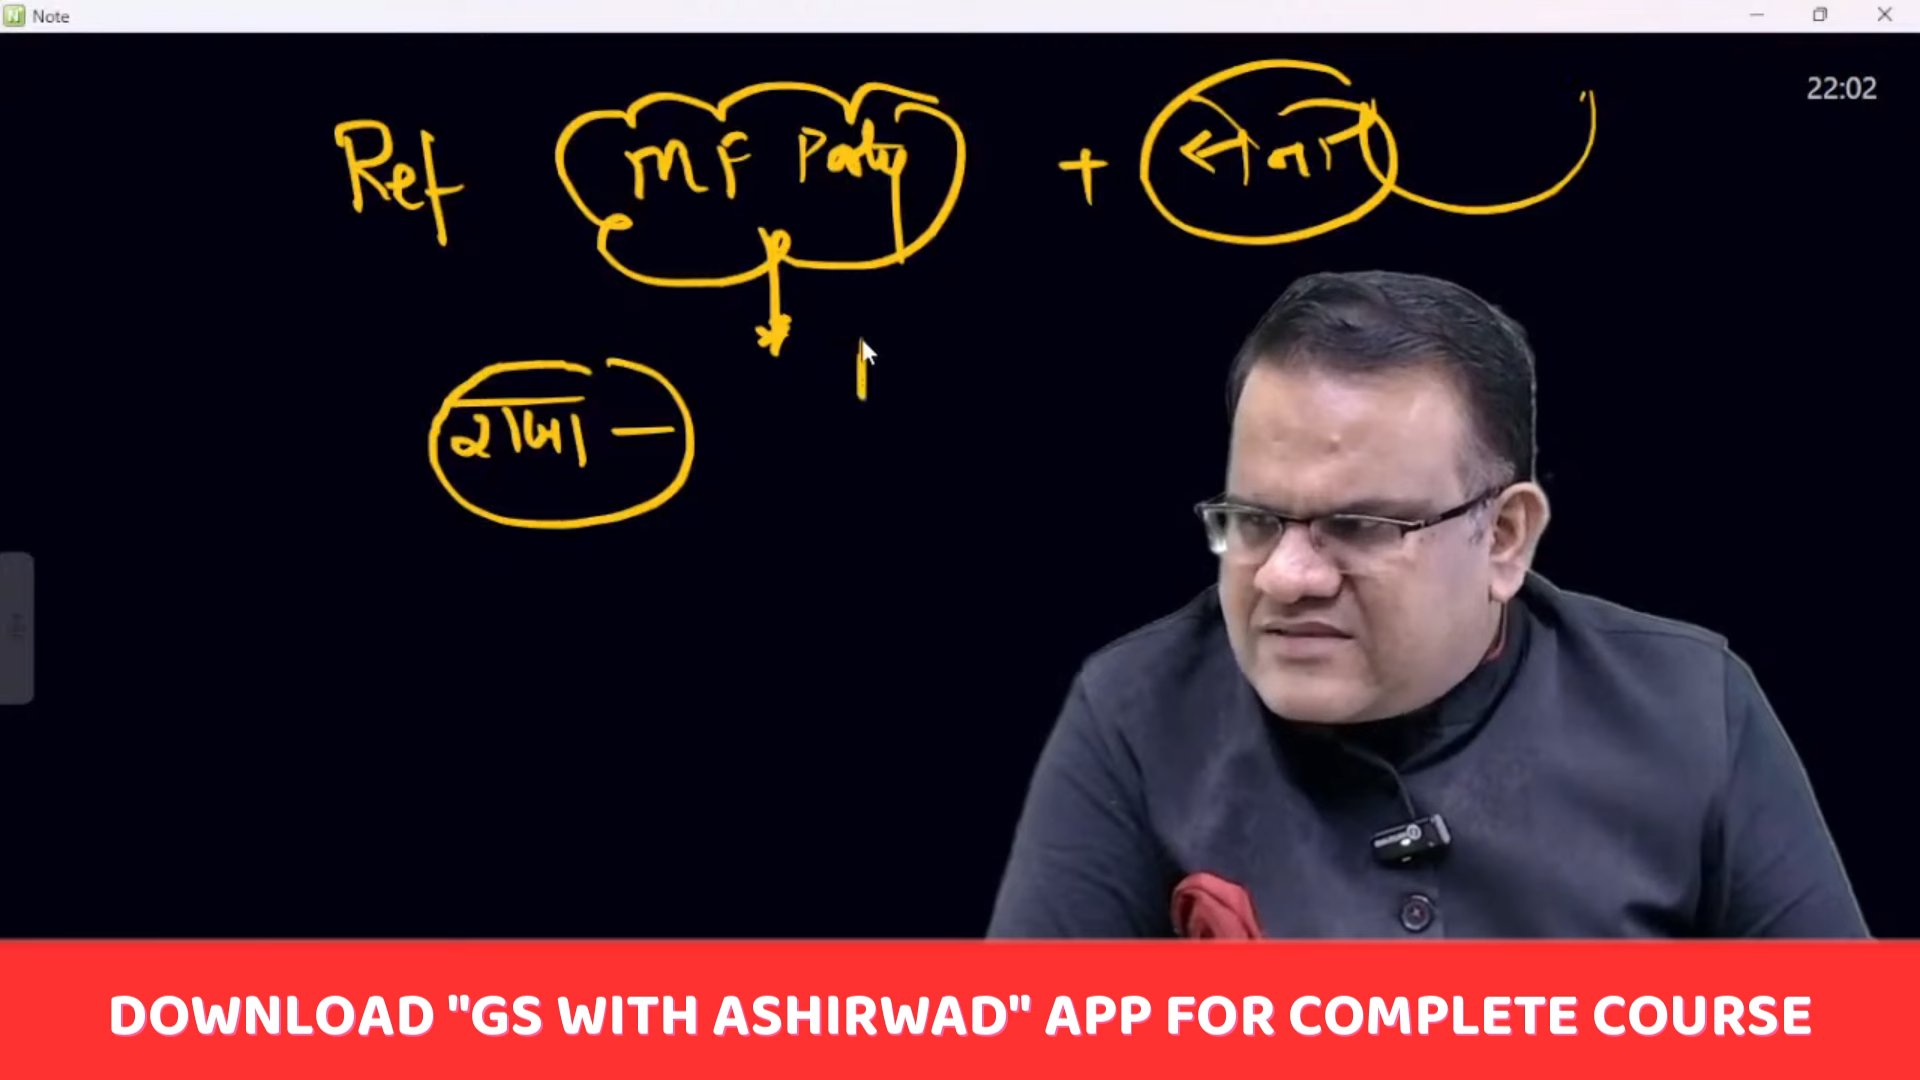 Note
22:02
Ref MF Party + सेना
राजा —
DOWNLOAD "GS WITH ASHIRWAD" APP FOR COMPLETE COURSE